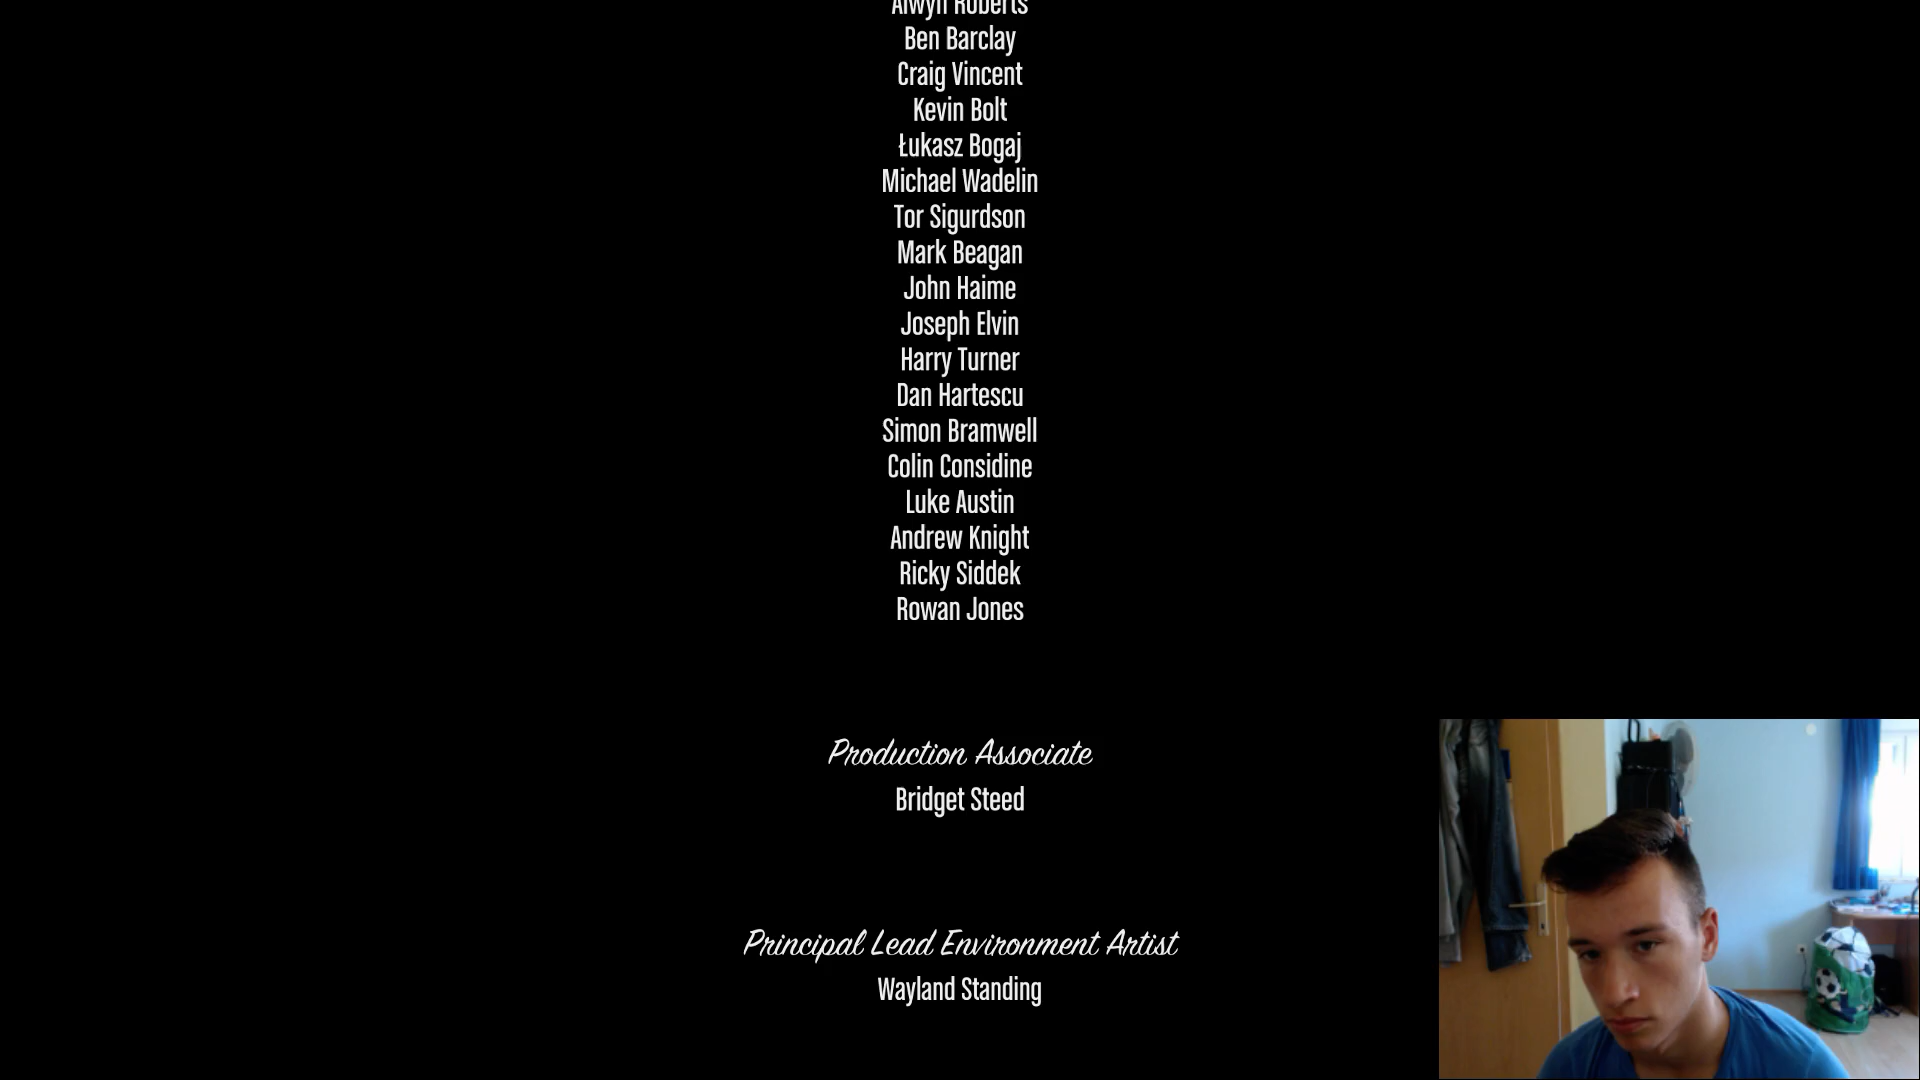 Alwyn Roberts
Ben Barclay
Craig Vincent
Kevin Bolt
Łukasz Bogaj
Michael Wadelin
Tor Sigurdson
Mark Beagan
John Haime
Joseph Elvin
Harry Turner
Dan Hartescu
Simon Bramwell
Colin Considine
Luke Austin
Andrew Knight
Ricky Siddek
Rowan Jones
Production Associate
Bridget Steed
Principal Lead Environment Artist
Wayland Standing